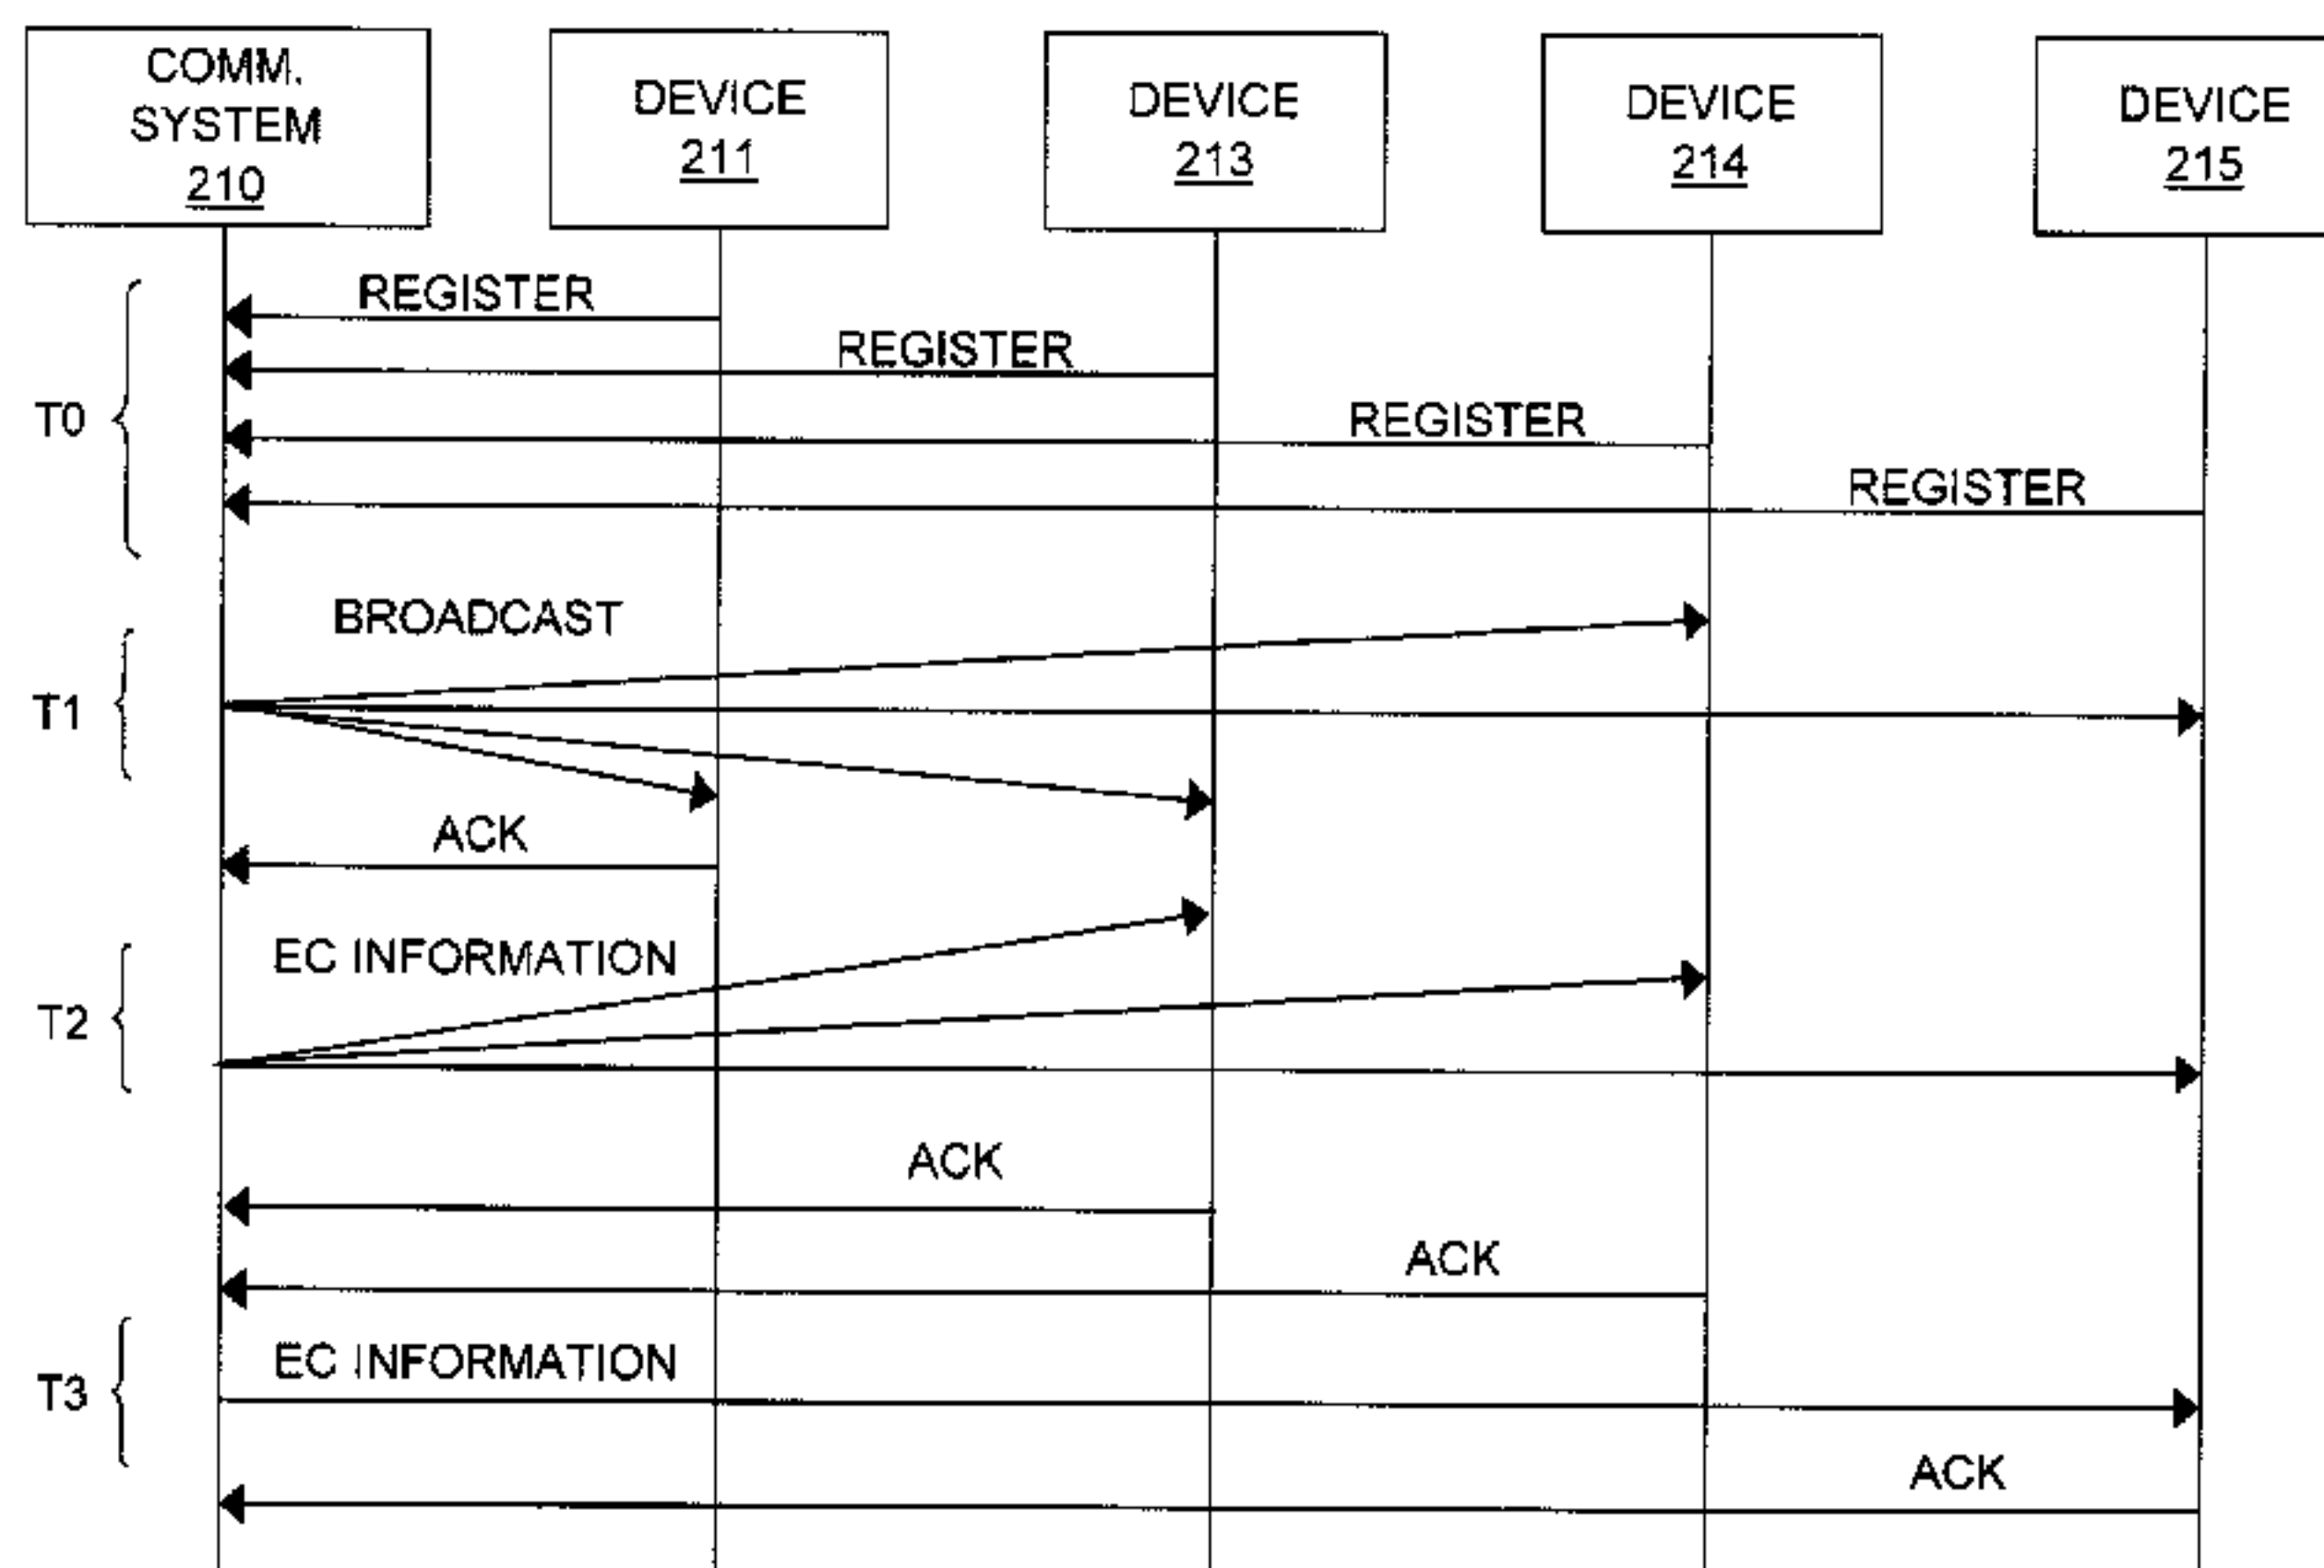 COMM.
SYSTEM
210
DEVICE
211
DEVICE
213
DEVICE
214
DEVICE
215
REGISTER
REGISTER
T0
REGISTER
REGISTER
BROADCAST
T1
ACK
EC INFORMATION
T2
ACK
ACK
EC INFORMATION
T3
ACK